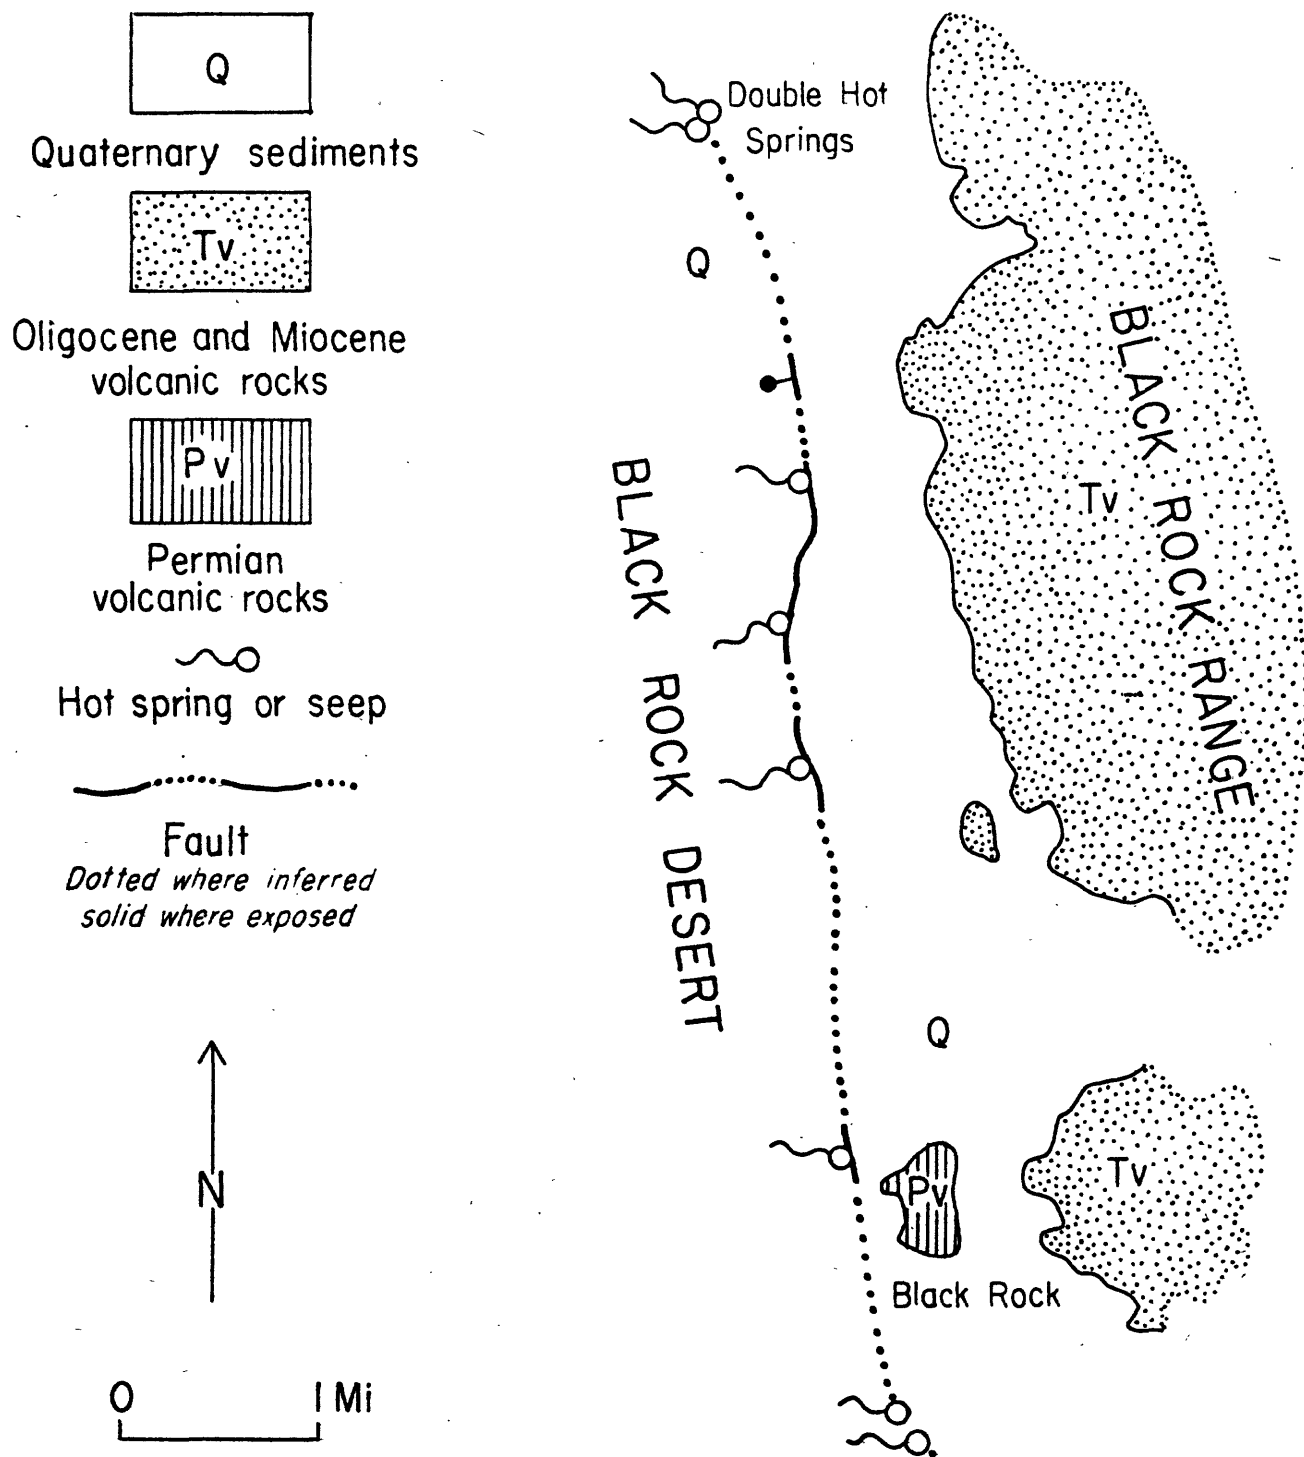 Q
Quaternary sediments
Tv
Oligocene and Miocene
volcanic rocks
Pv
Permian
volcanic rocks
Hot spring or seep
Fault
Dotted where inferred
solid where exposed
N
0 1 Mi
Double Hot
Springs
Q
BLACK ROCK DESERT
BLACK ROCK RANGE
Tv
Q
Pv
Tv
Black Rock